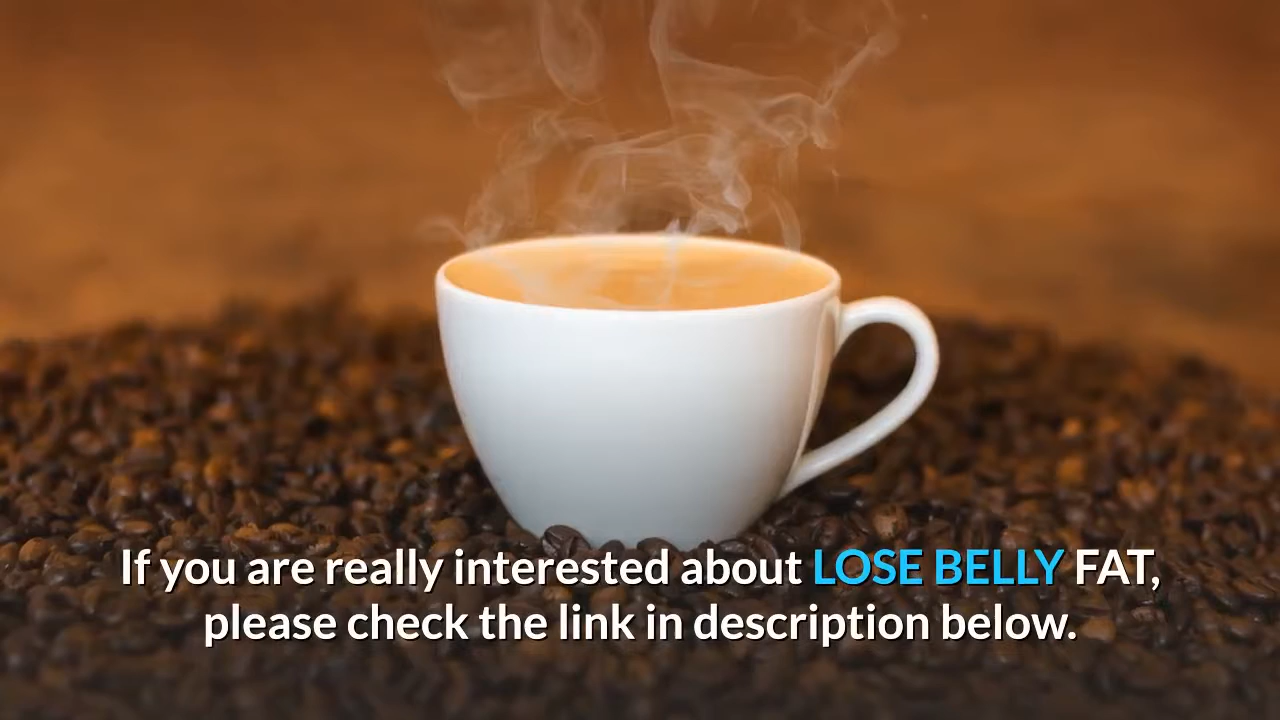 If you are really interested about LOSE BELLY FAT,
please check the link in description below.